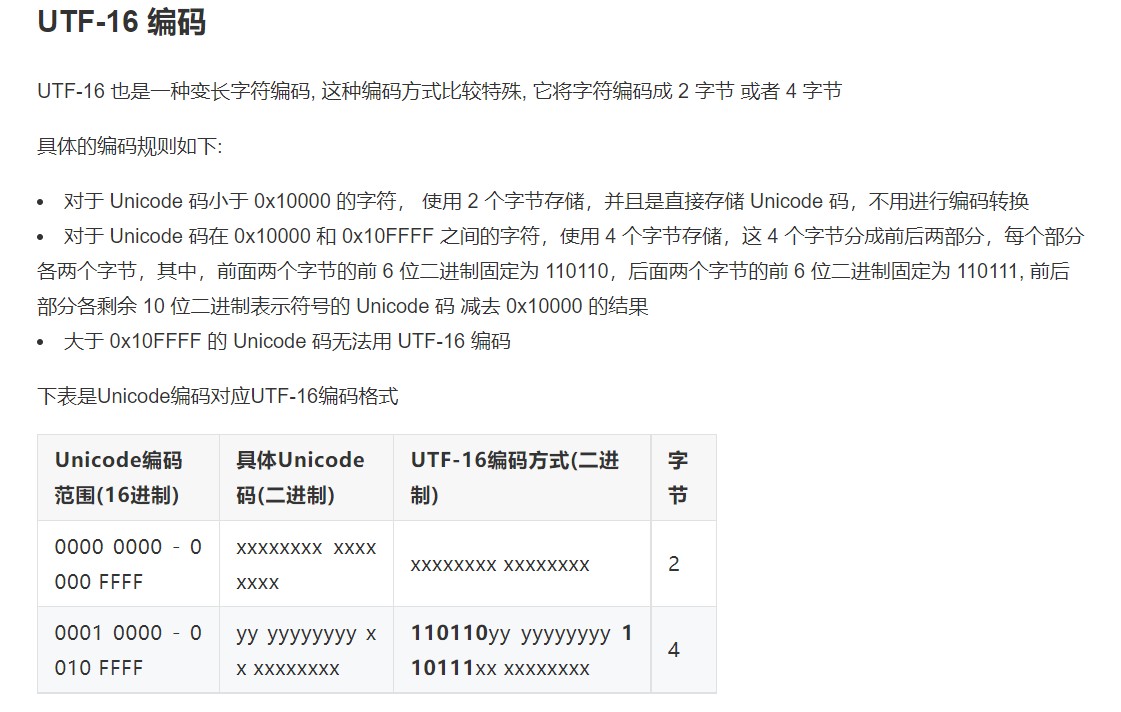 UTF-16 编码
UTF-16 也是一种变长字符编码, 这种编码方式比较特殊, 它将字符编码成 2 字节 或者 4 字节
具体的编码规则如下:
• 对于 Unicode 码小于 0x10000 的字符， 使用 2 个字节存储，并且是直接存储 Unicode 码，不用进行编码转换
• 对于 Unicode 码在 0x10000 和 0x10FFFF 之间的字符，使用 4 个字节存储，这 4 个字节分成前后两部分，每个部分
各两个字节，其中，前面两个字节的前 6 位二进制固定为 110110，后面两个字节的前 6 位二进制固定为 110111, 前后
部分各剩余 10 位二进制表示符号的 Unicode 码 减去 0x10000 的结果
• 大于 0x10FFFF 的 Unicode 码无法用 UTF-16 编码
下表是Unicode编码对应UTF-16编码格式
Unicode编码
范围(16进制)
具体Unicode
码(二进制)
UTF-16编码方式(二进
制)
字
节
0000 0000 - 0
000 FFFF
xxxxxxxx xxxx
xxxx
xxxxxxxx xxxxxxxx
2
0001 0000 - 0
010 FFFF
yy yyyyyyyy x
x xxxxxxxx
110110yy yyyyyyyy 1
10111xx xxxxxxxx
4